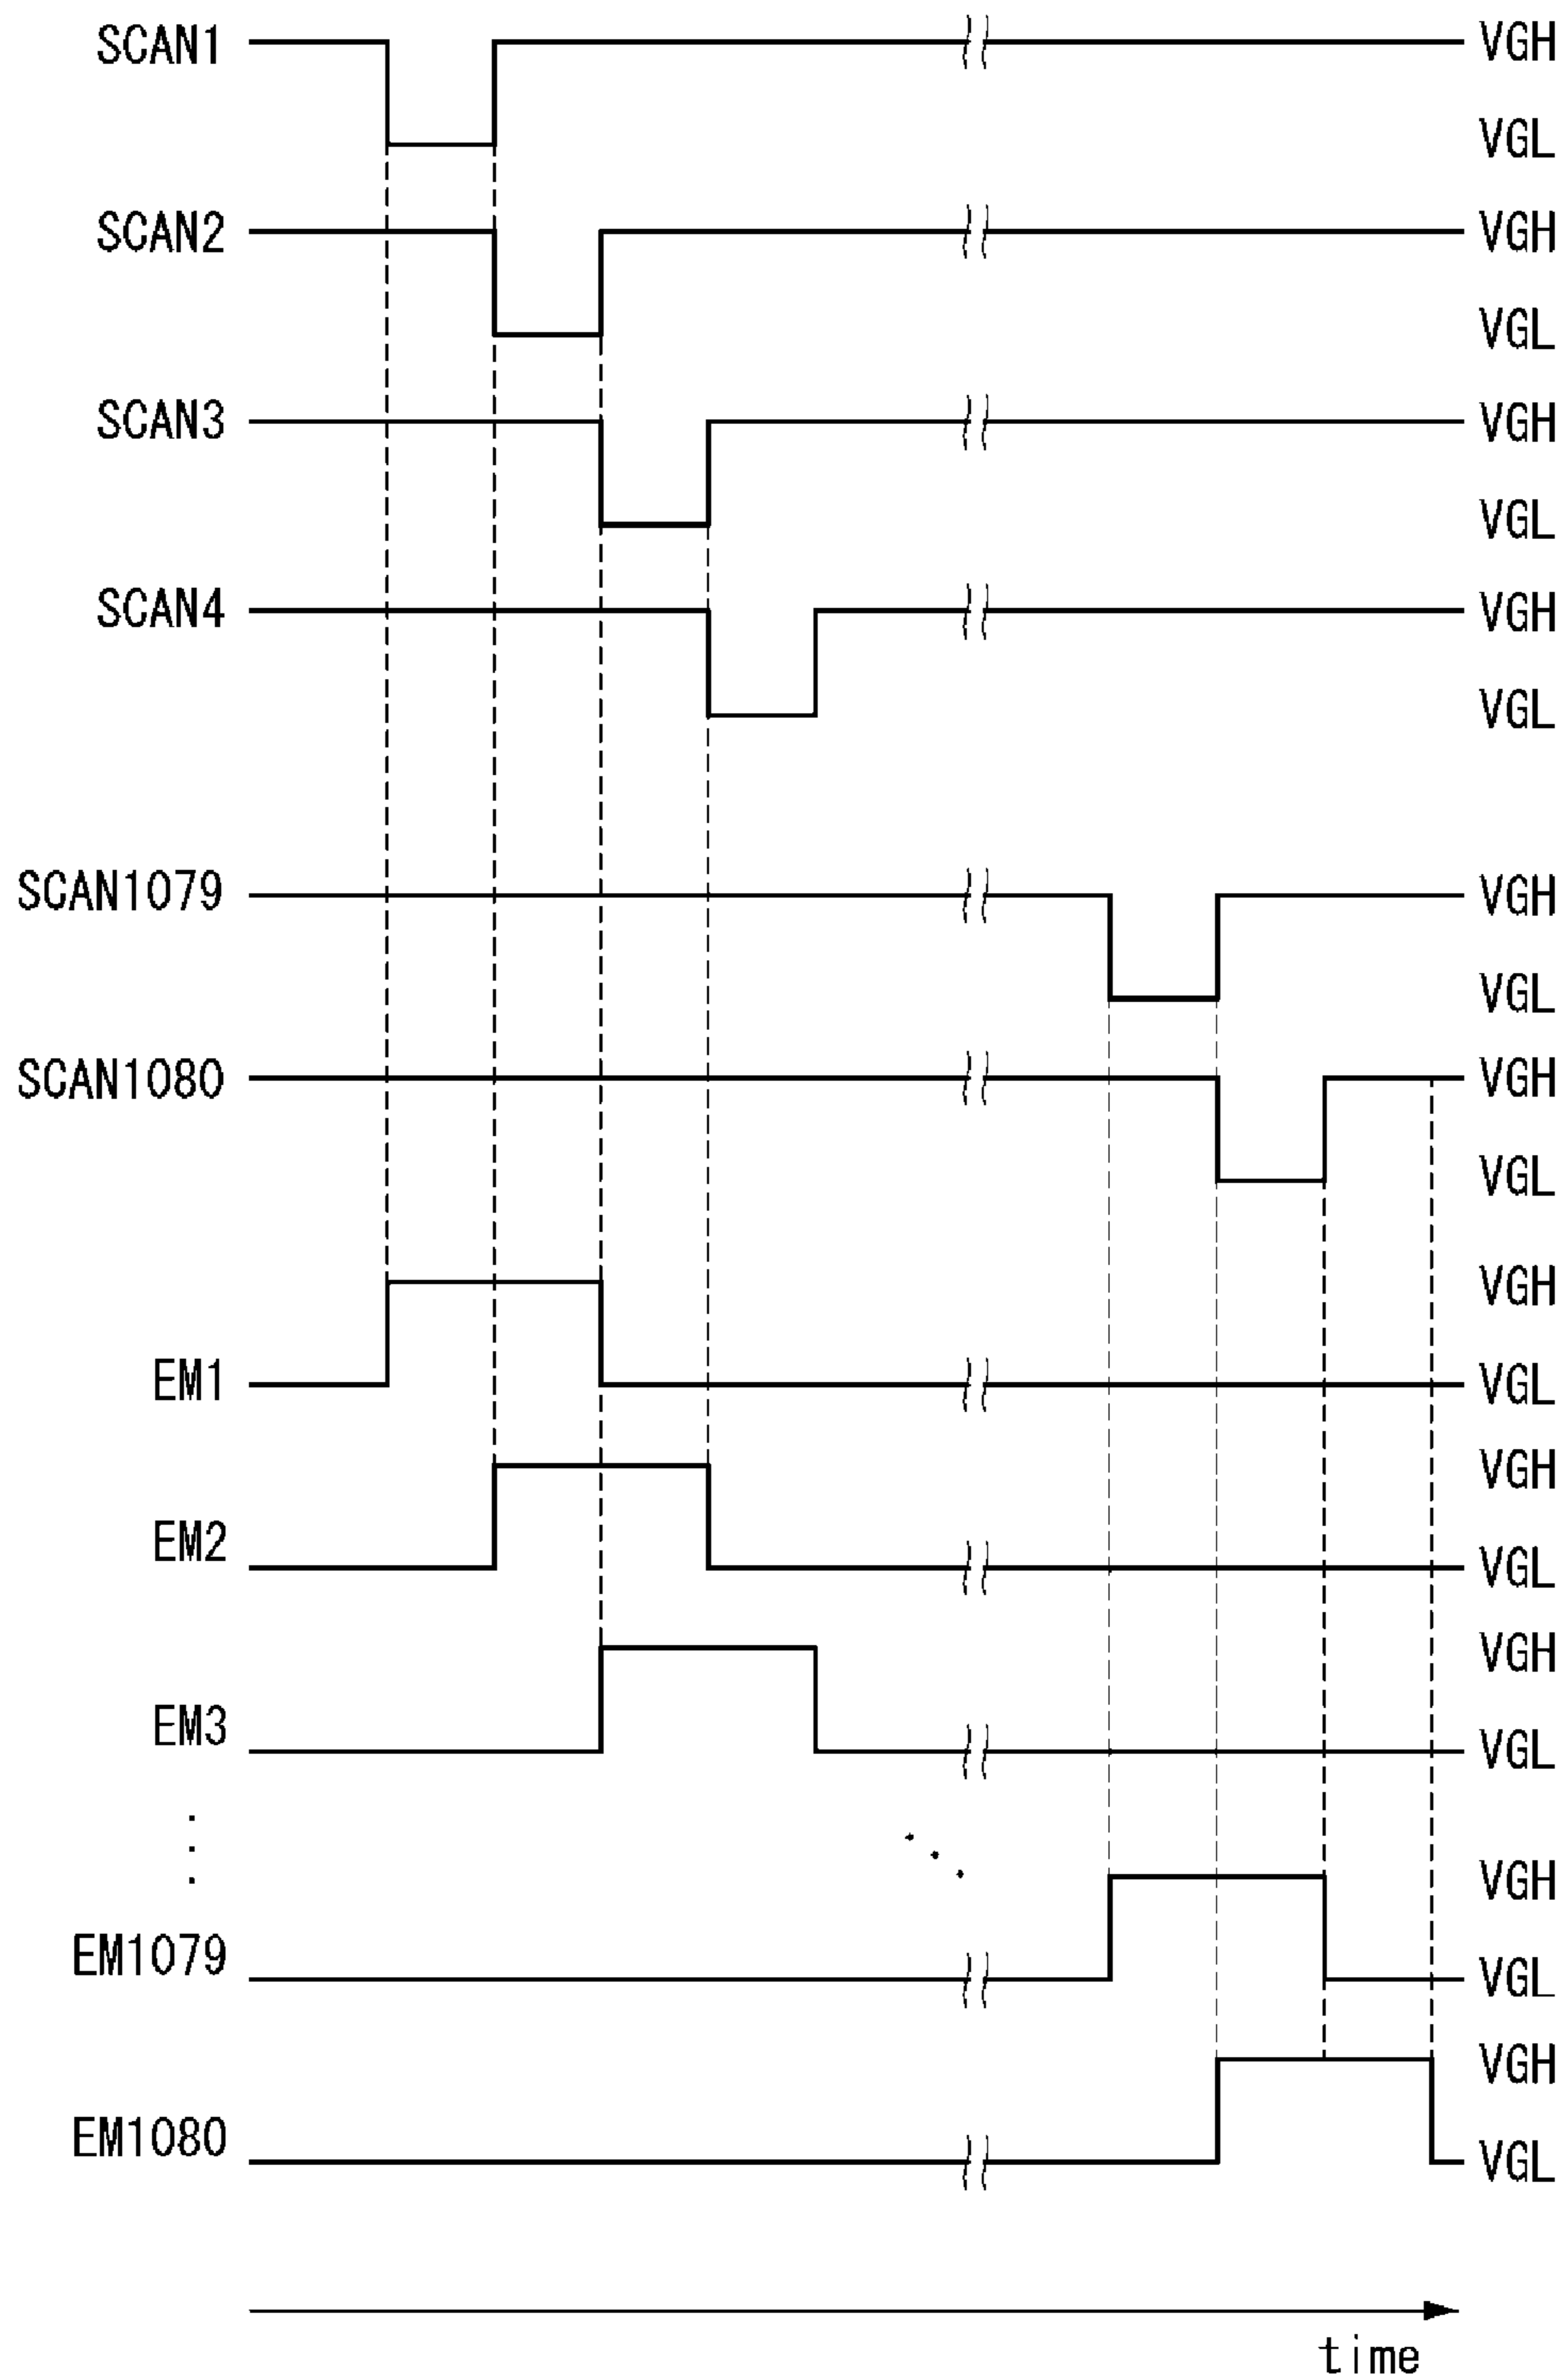 SCAN1 VGH
VGL
SCAN2 VGH
VGL
SCAN3 VGH
VGL
SCAN4 VGH
VGL
SCAN1079 VGH
VGL
SCAN1080 VGH
VGL
VGH
EM1 VGL
VGH
EM2 VGL
VGH
EM3 VGL
VGH
EM1079 VGL
VGH
EM1080 VGL
time